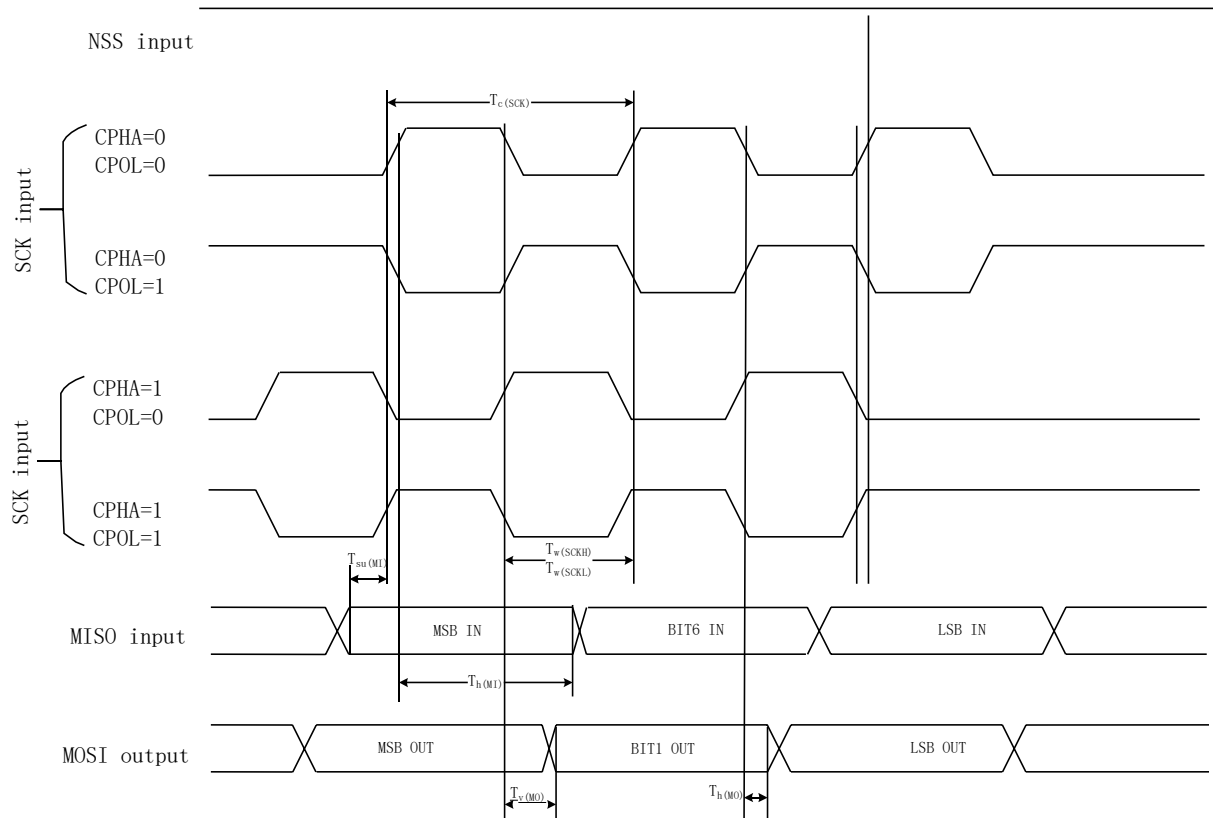 NSS input
Tc(SCK)
SCK input
CPHA=0
CPOL=0
CPHA=0
CPOL=1
SCK input
CPHA=1
CPOL=0
CPHA=1
CPOL=1
Tw(SCKH)
Tw(SCKL)
Tsu(MI)
MISO input
MSB IN
BIT6 IN
LSB IN
Th(MI)
MOSI output
MSB OUT
BIT1 OUT
LSB OUT
Tv(MO)
Th(MO)